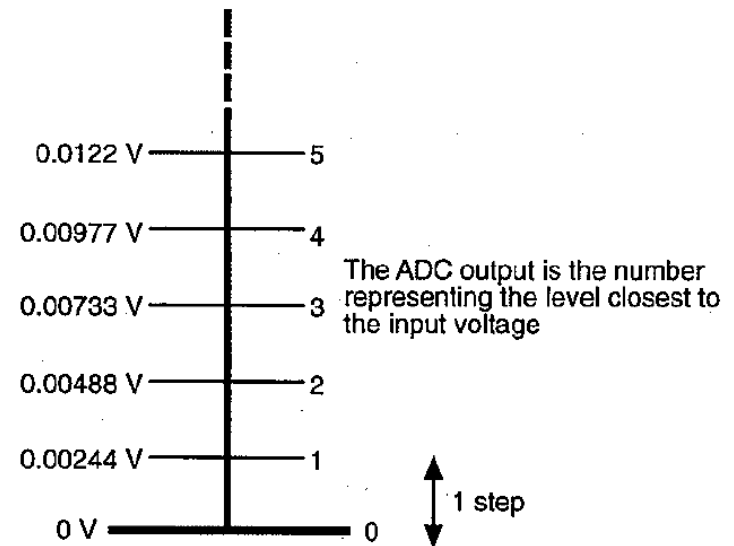 0.0122 V 5
0.00977 V 4
The ADC output is the number
0.00733 V 3 representing the level closest to
the input voltage
0.00488 V 2
0.00244 V 1
1 step
0 V 0